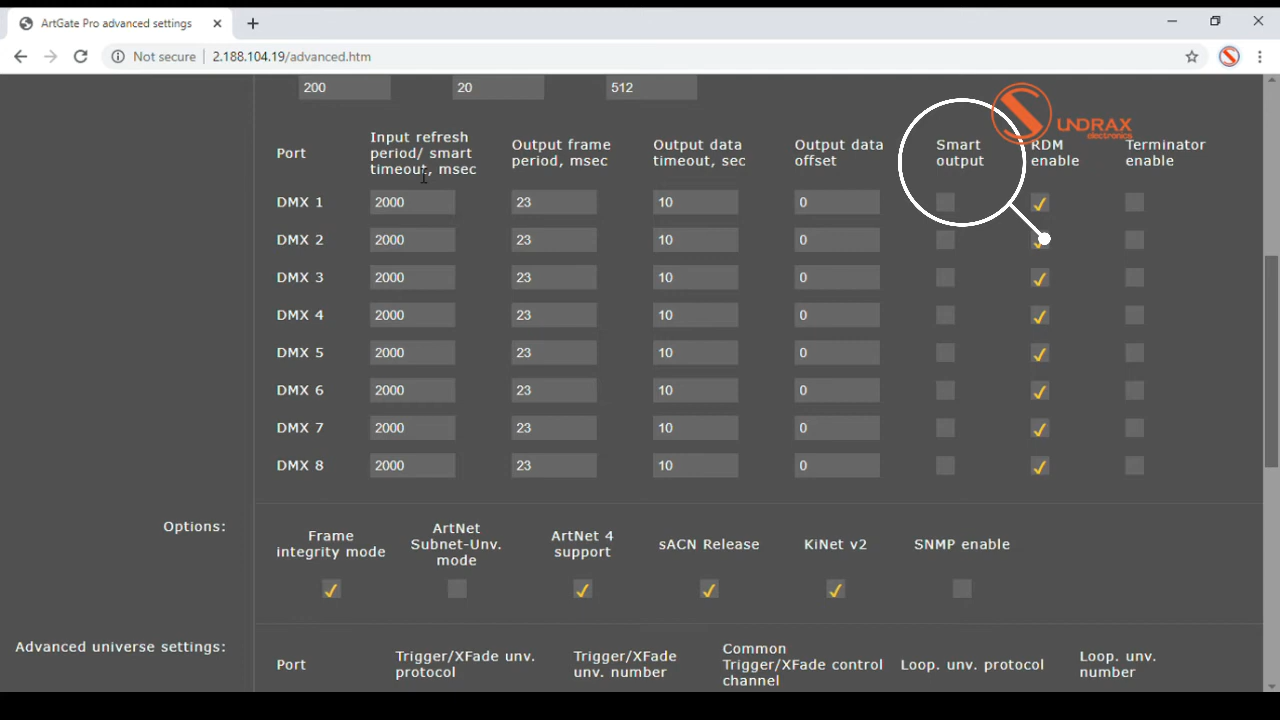 ArtGate Pro advanced settings
Not secure 2.188.104.19/advanced.htm
200 20 512
UNDRAX
electronics
Port
Input refresh
period/ smart
timeout, msec
Output frame
period, msec
Output data
timeout, sec
Output data
offset
Smart
output
RDM
enable
Terminator
enable
DMX 1 2000 23 10 0
DMX 2 2000 23 10 0
DMX 3 2000 23 10 0
DMX 4 2000 23 10 0
DMX 5 2000 23 10 0
DMX 6 2000 23 10 0
DMX 7 2000 23 10 0
DMX 8 2000 23 10 0
Options:
Frame
integrity mode
ArtNet
Subnet-Unv.
mode
ArtNet 4
support
sACN Release
KiNet v2
SNMP enable
Advanced universe settings:
Port
Trigger/XFade unv.
protocol
Trigger/XFade
unv. number
Common
Trigger/XFade control
channel
Loop. unv. protocol
Loop. unv.
number